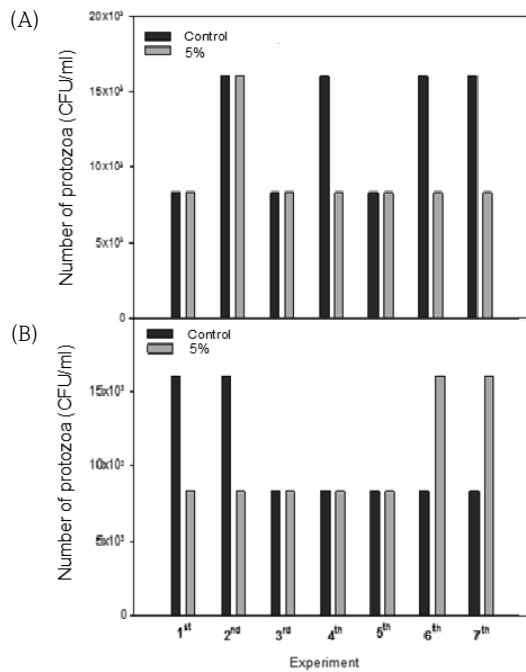 (A)
20x10³
Control
5%
15x10³
10x10³
5x10³
0
Number of protozoa (CFU/ml)
(B)
Control
5%
15x10³
10x10³
5x10³
0
Number of protozoa (CFU/ml)
1st 2nd 3rd 4th 5th 6th 7th
Experiment